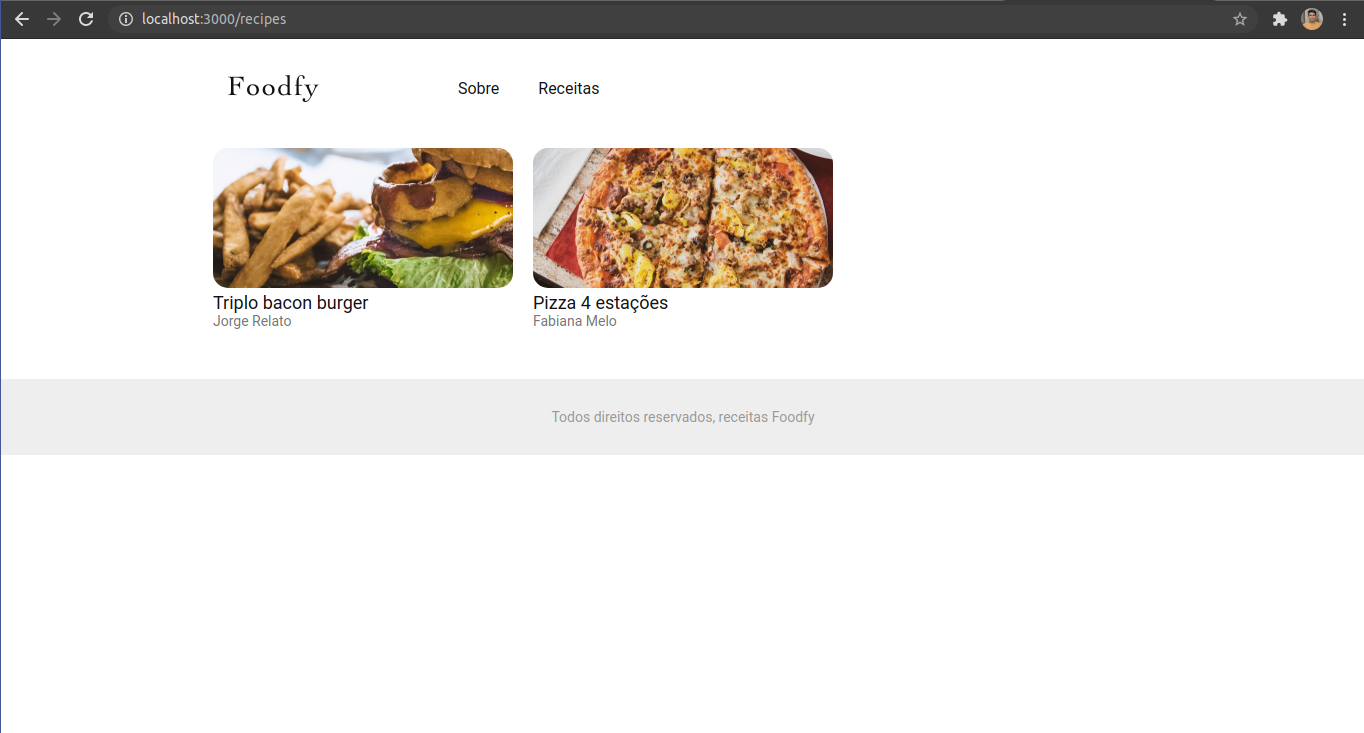 localhost:3000/recipes
Foodfy
Sobre
Receitas
Triplo bacon burger
Jorge Relato
Pizza 4 estações
Fabiana Melo
Todos direitos reservados, receitas Foodfy